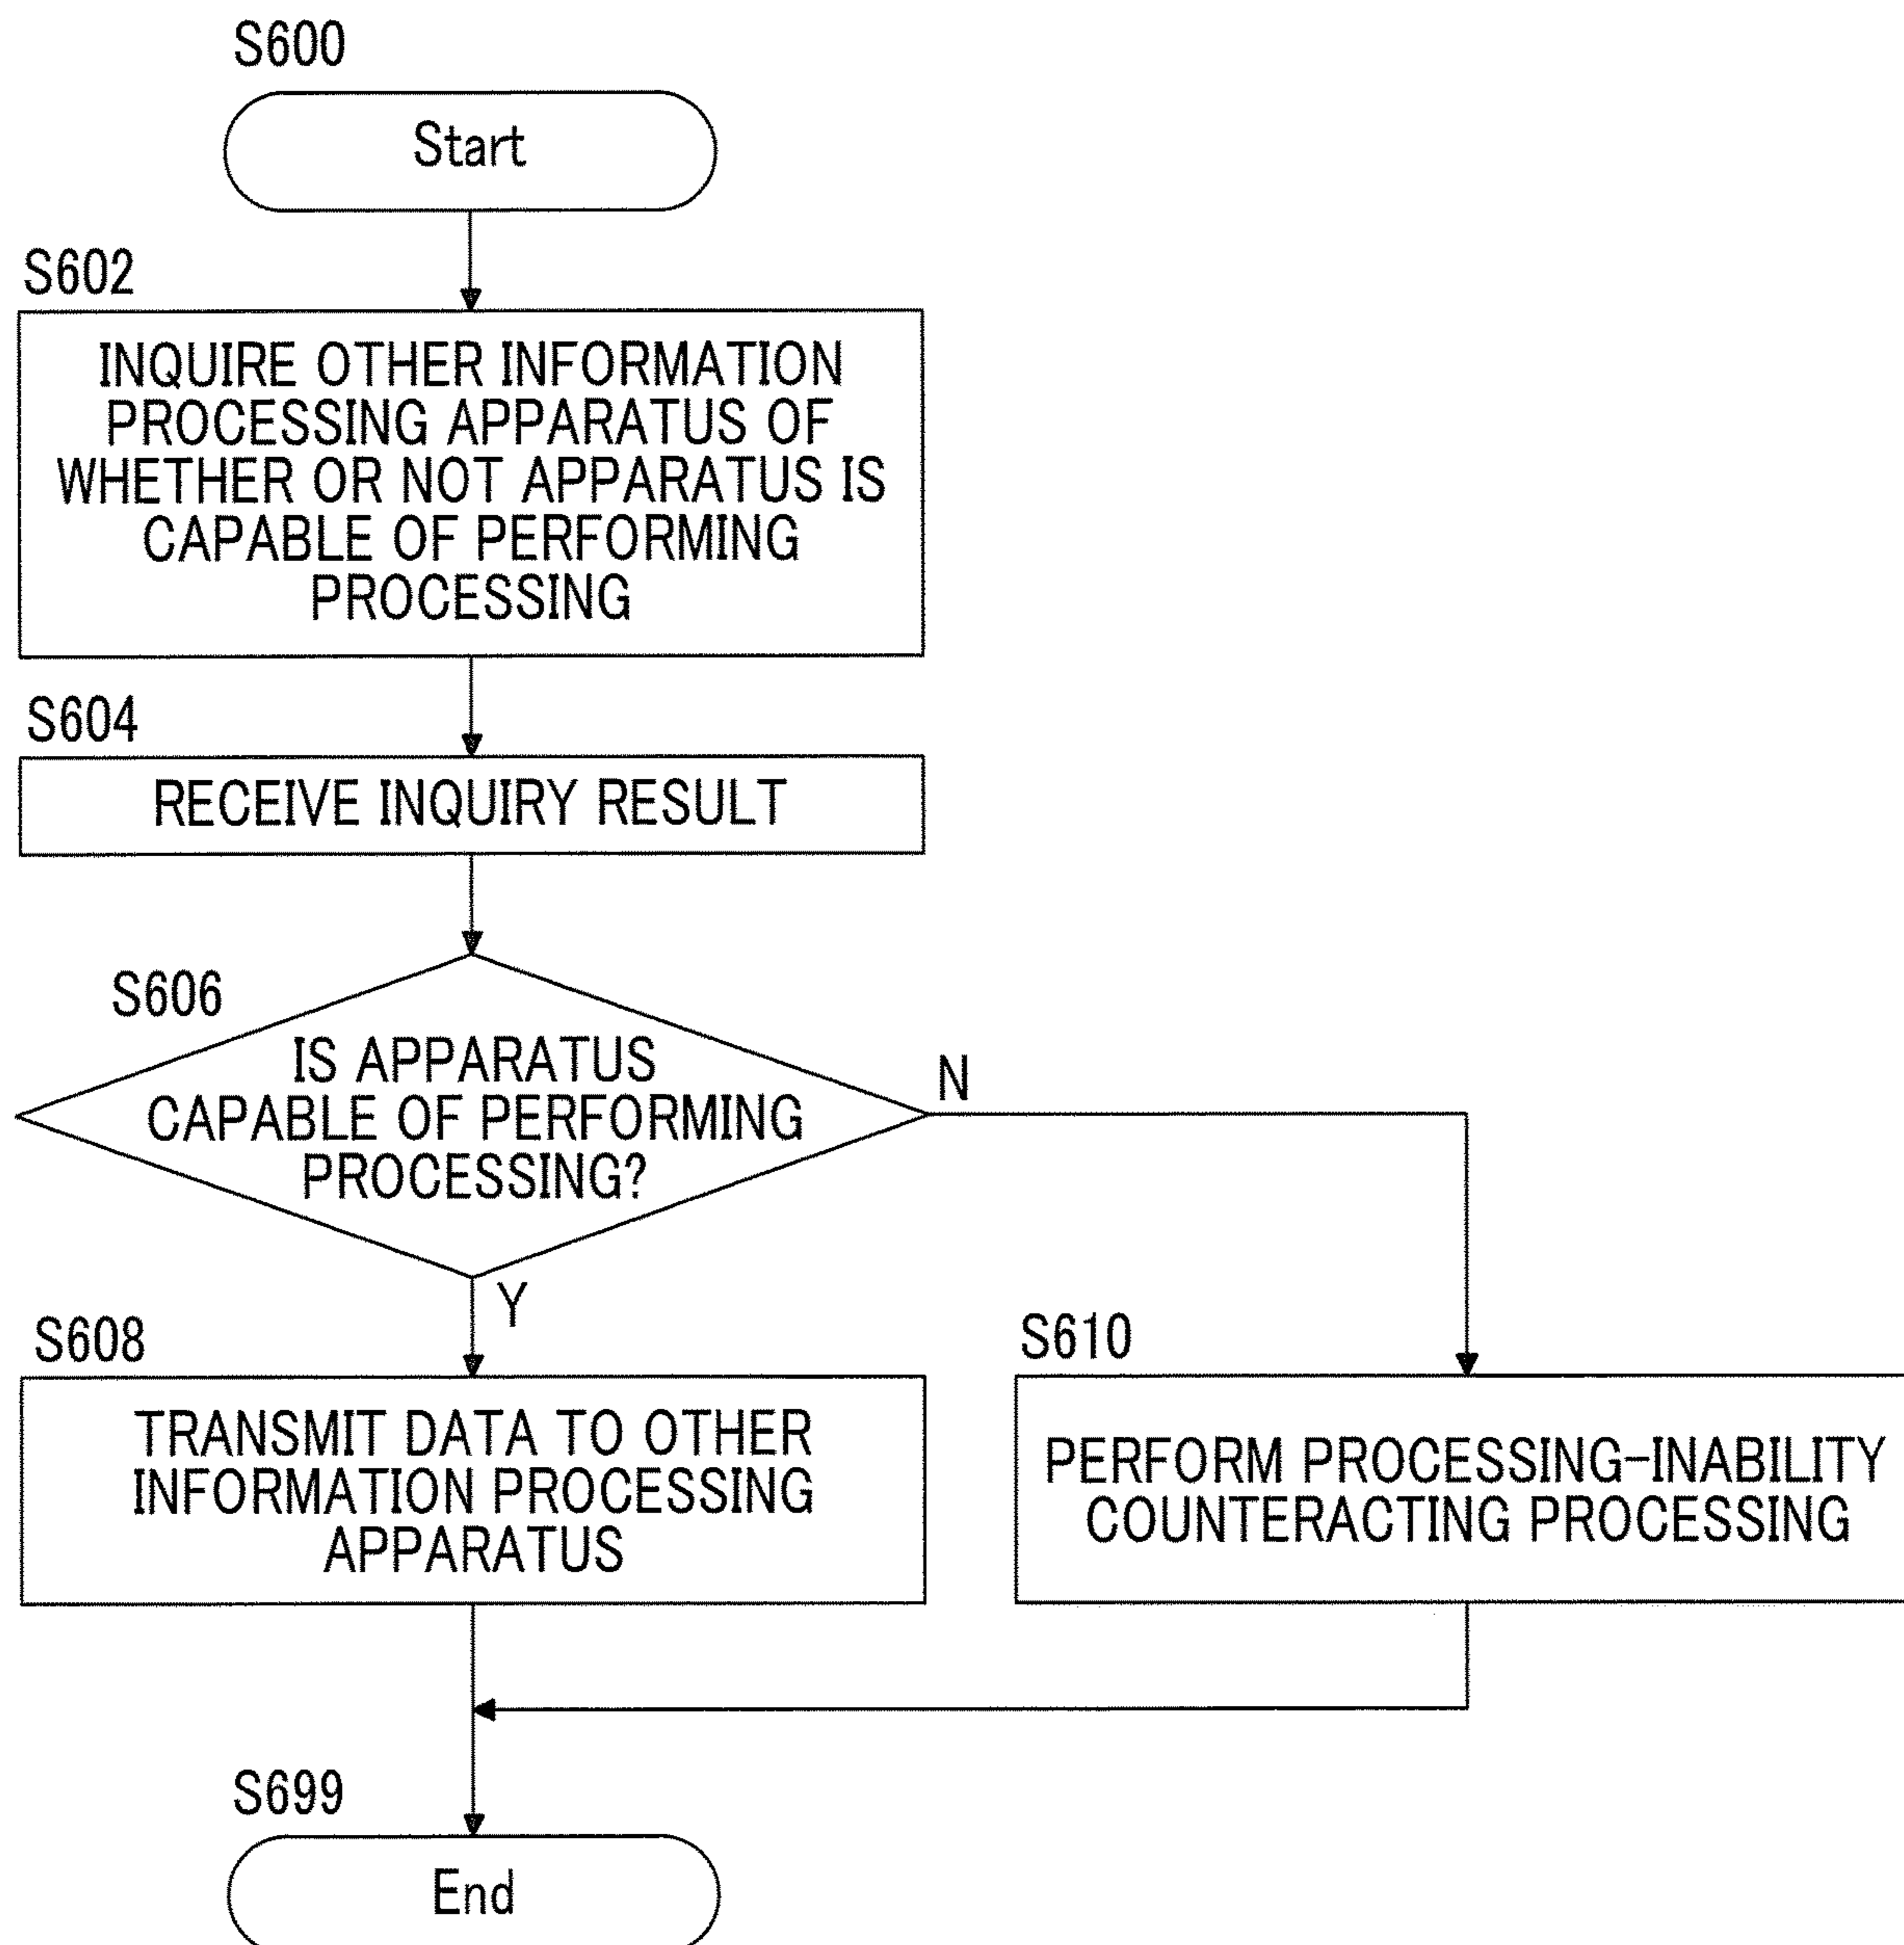 S600
Start
S602
INQUIRE OTHER INFORMATION
PROCESSING APPARATUS OF
WHETHER OR NOT APPARATUS IS
CAPABLE OF PERFORMING
PROCESSING
S604
RECEIVE INQUIRY RESULT
S606
IS APPARATUS
CAPABLE OF PERFORMING
PROCESSING?
N
Y
S608
TRANSMIT DATA TO OTHER
INFORMATION PROCESSING
APPARATUS
S610
PERFORM PROCESSING-INABILITY
COUNTERACTING PROCESSING
S699
End